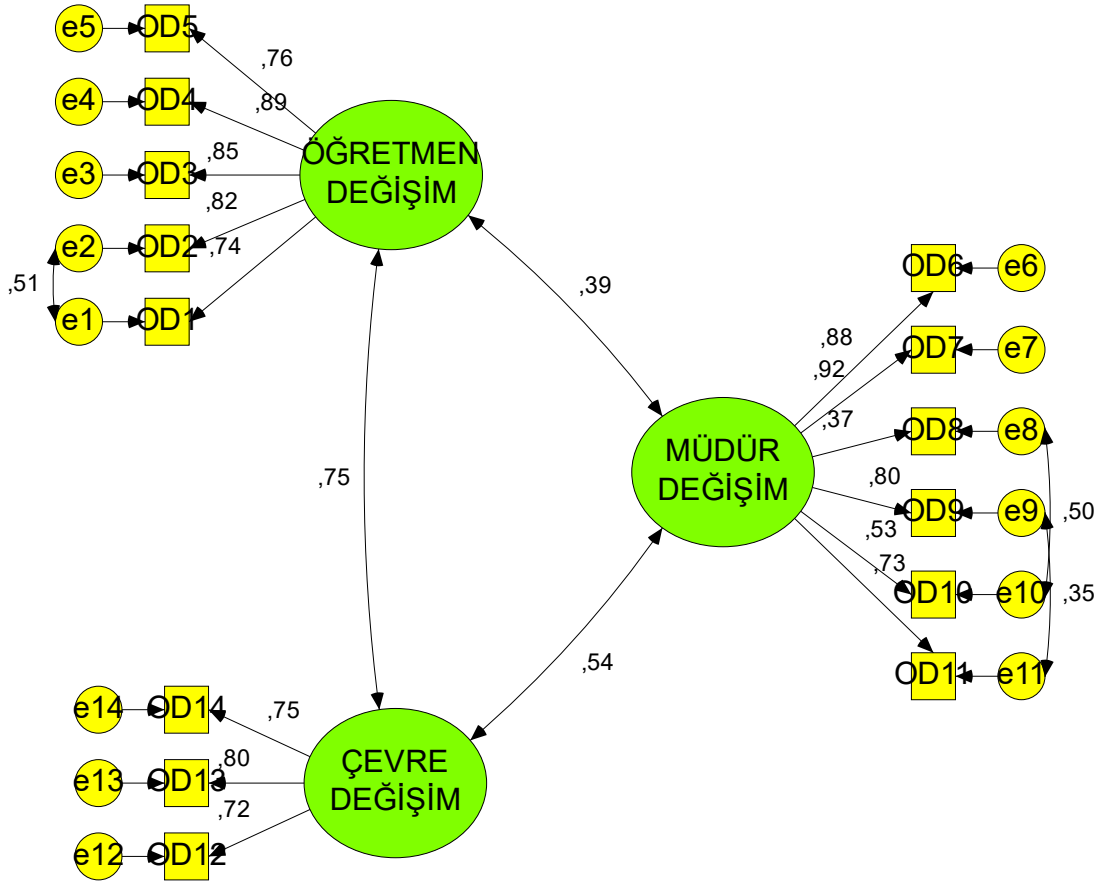 e5 OD5
,76
e4 OD4
,89
ÖĞRETMEN
DEĞİŞİM
e3 OD3
,85
,82
e2 OD2
,74
,51
e1 OD1
,39
OD6 e6
,88
OD7 e7
,92
,37
OD8 e8
MÜDÜR
DEĞİŞİM
,80
OD9 e9
,50
,53
,73
OD10 e10
,35
OD11 e11
,75
,54
e14 OD14
,75
ÇEVRE
DEĞİŞİM
,80
e13 OD13
,72
e12 OD12